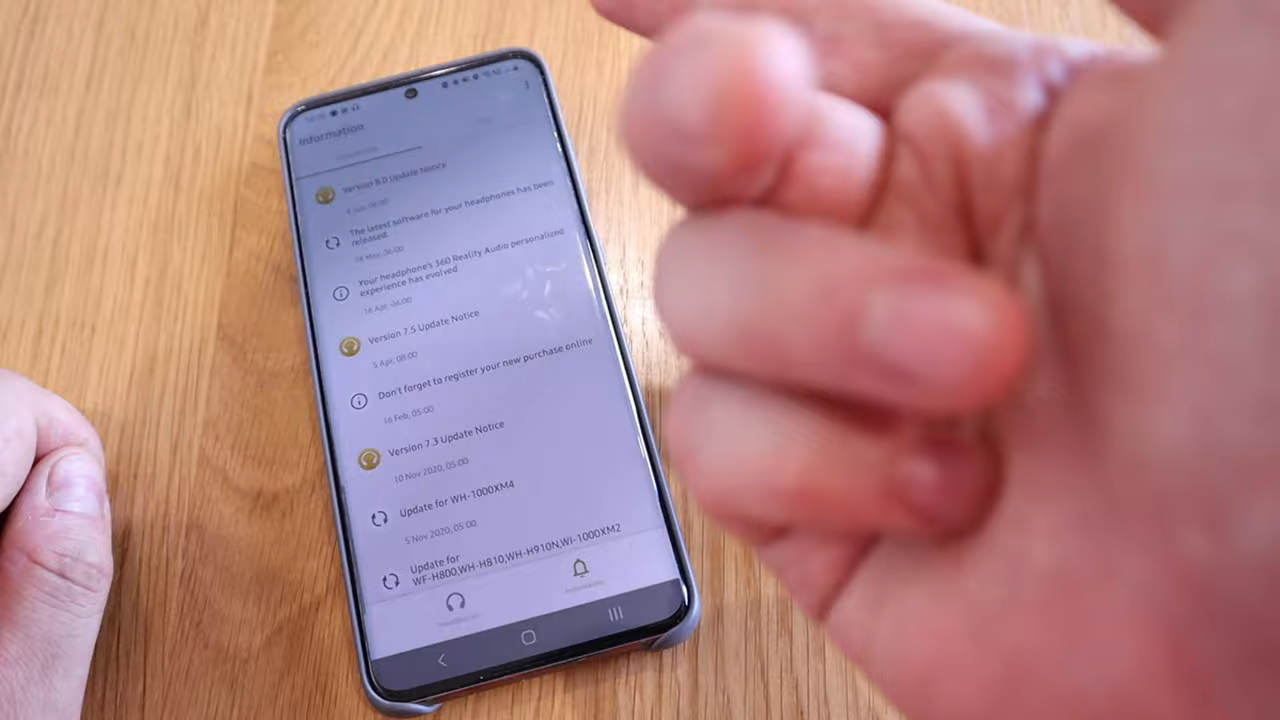 Information
Version 8.0 Update Notice
The latest software for your headphones has been
released.
06:00
Your headphone's 360 Reality Audio personalized
experience has evolved
16 Apr, 06:00
Version 7.5 Update Notice
5 Apr, 08:00
Don't forget to register your new purchase online
16 Feb, 05:00
Version 7.3 Update Notice
10 Nov 2020, 05:00
Update for WH-1000XM4
5 Nov 2020, 05:00
Update for
WF-H800,WH-H810,WH-H910N,WI-1000XM2